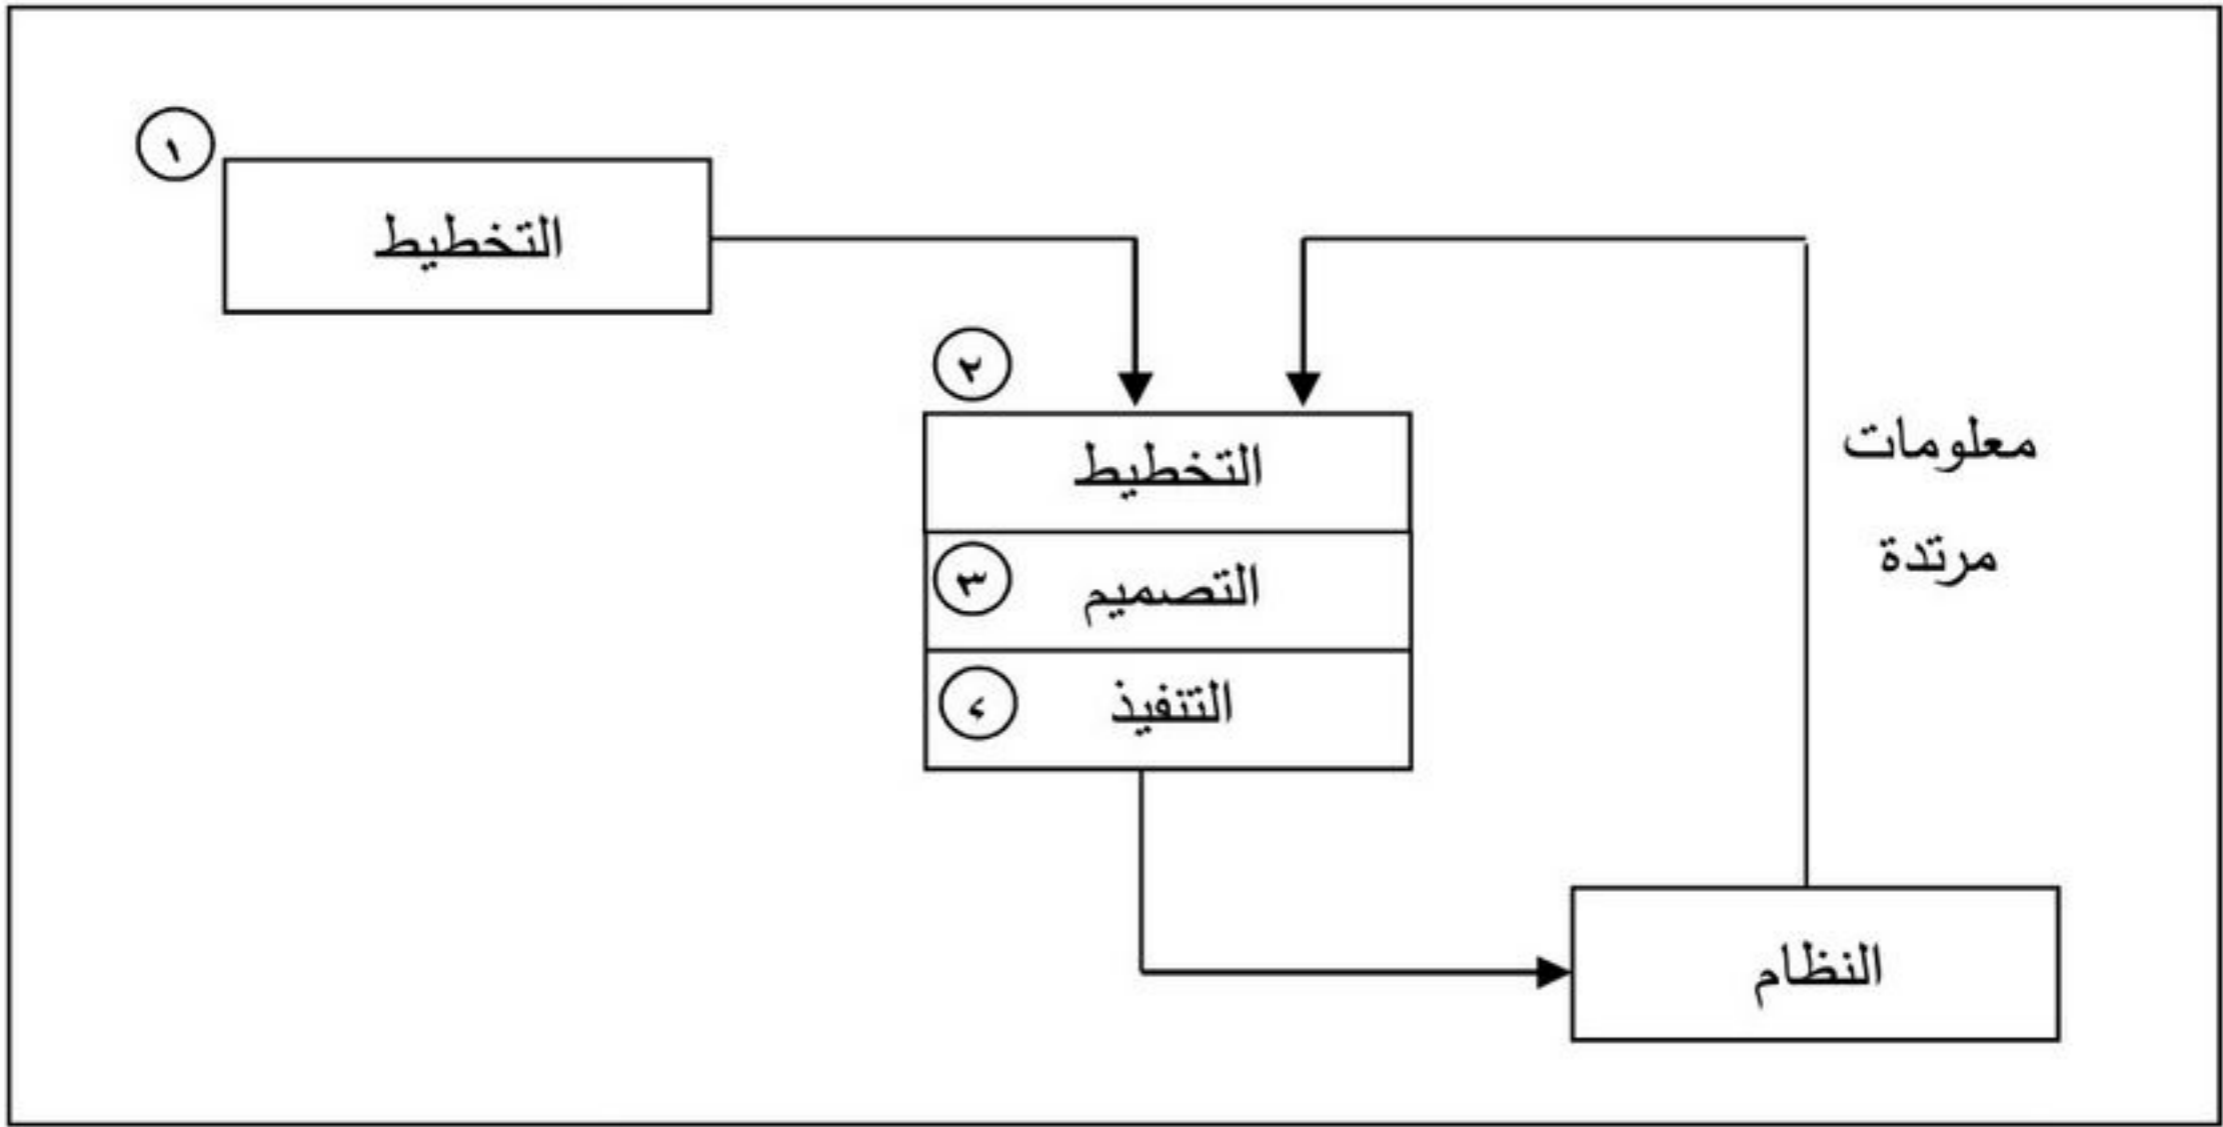 ١
التخطيط
٢
التخطيط
معلومات
مرتدة
٣
التصميم
٤
التنفيذ
النظام